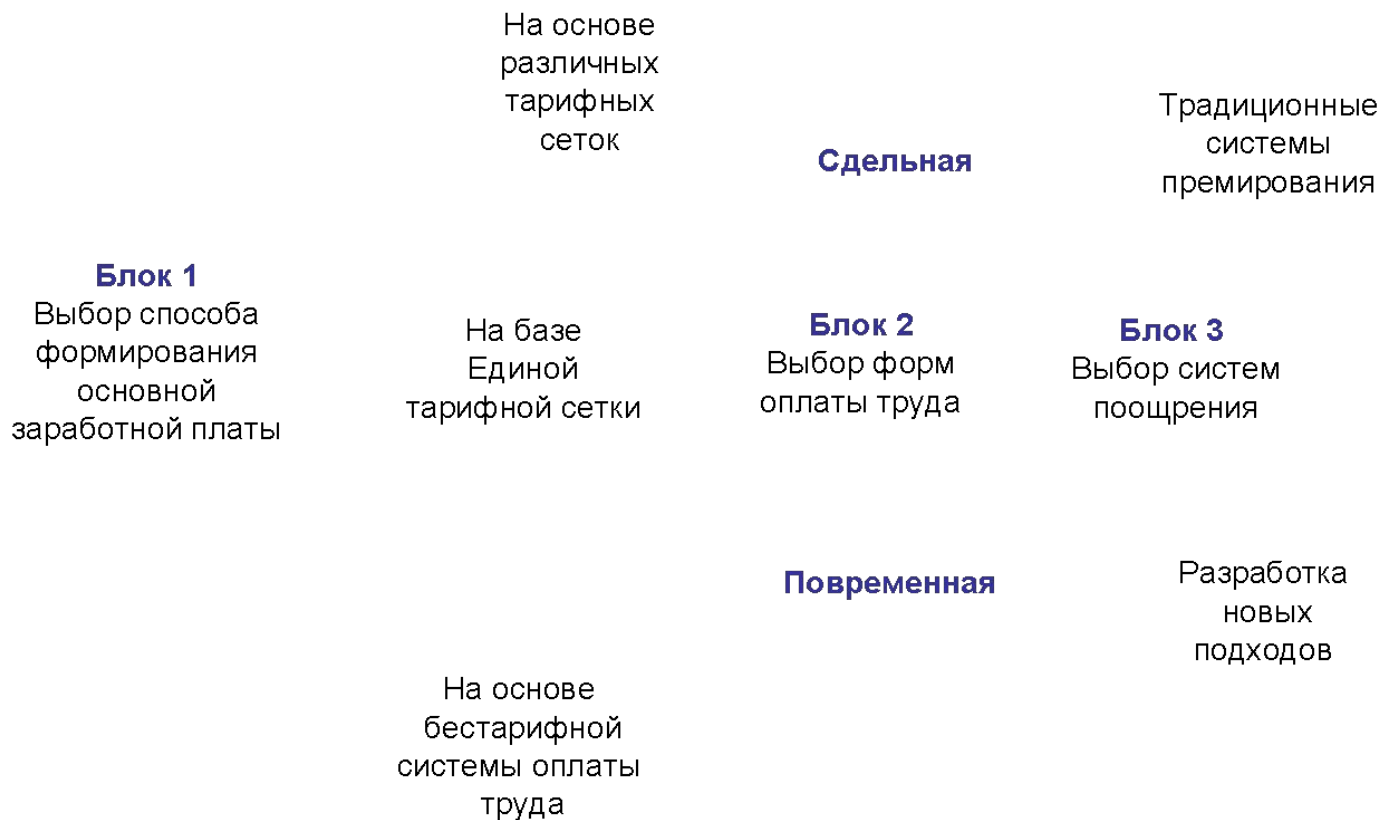 На основе
различных
тарифных
сеток
Сдельная
Традиционные
системы
премирования
Блок 1
Выбор способа
формирования
основной
заработной платы
На базе
Единой
тарифной сетки
Блок 2
Выбор форм
оплаты труда
Блок 3
Выбор систем
поощрения
Повременная
Разработка
новых
подходов
На основе
бестарифной
системы оплаты
труда